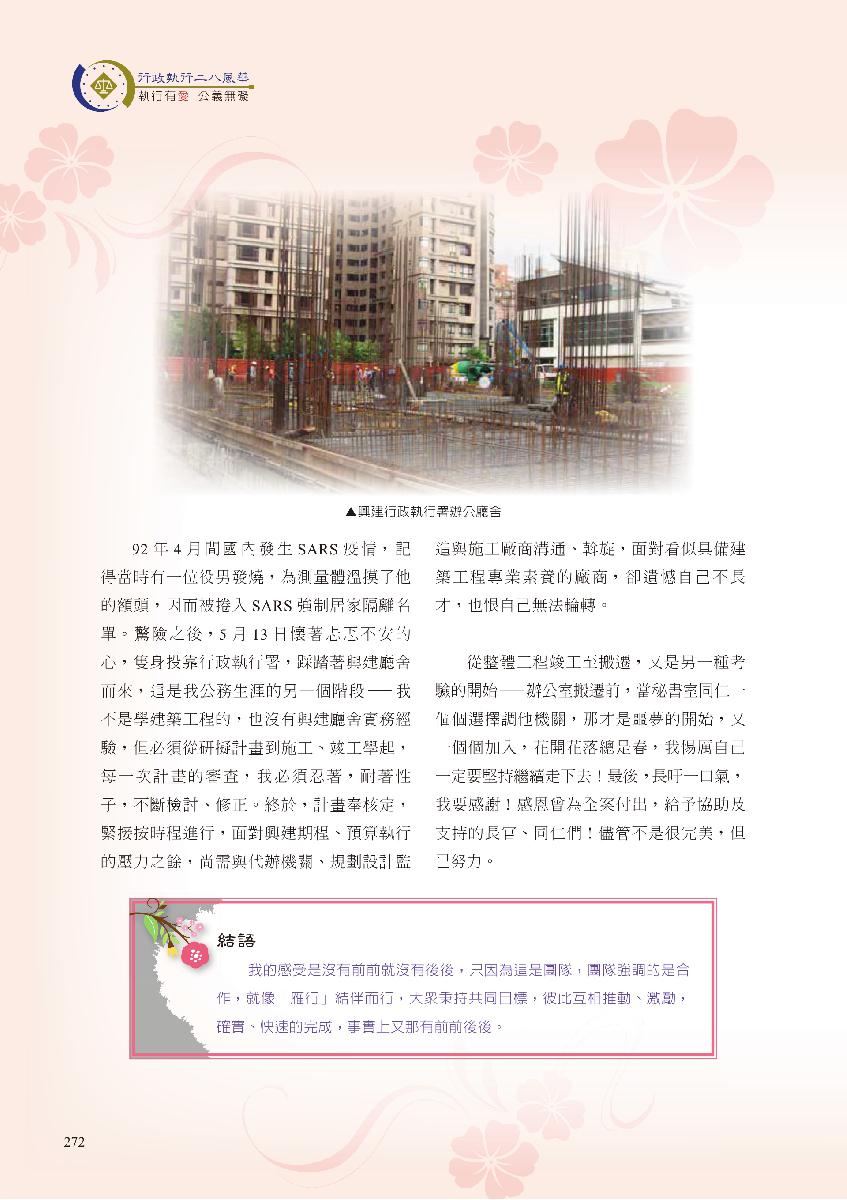 行政執行二八風華
執行有愛 公義無礙
▲興建行政執行署辦公廳舍
92 年 4 月間國內發生 SARS 疫情，記
得當時有一位役男發燒，為測量體溫摸了他
的額頭，因而被捲入 SARS 強制居家隔離名
單。驚險之後，5 月 13 日懷著忐忑不安的
心，隻身投靠行政執行署，踩踏著興建廳舍
而來，這是我公務生涯的另一個階段──我
不是學建築工程的，也沒有興建廳舍實務經
驗，但必須從研擬計畫到施工、竣工學起，
每一次計畫的審查，我必須忍著，耐著性
子，不斷檢討、修正。終於，計畫奉核定，
緊接按時程進行，面對興建期程、預算執行
的壓力之餘，尚需與代辦機關、規劃設計監
造與施工廠商溝通、斡旋，面對看似具備建
築工程專業素養的廠商，卻遺憾自己不長
才，也恨自己無法輪轉。
從整體工程竣工至搬遷，又是另一種考
驗的開始──辦公室搬遷前，當秘書室同仁一
個個選擇調他機關，那才是噩夢的開始，又
一個個加入，花開花落總是春，我惕厲自己
一定要堅持繼續走下去！最後，長吁一口氣，
我要感謝！感恩曾為全案付出，給予協助及
支持的長官、同仁們！儘管不是很完美，但
已努力。
結語
我的感受是沒有前前就沒有後後，只因為這是團隊，團隊強調的是合
作，就像「雁行」結伴而行，大眾秉持共同目標，彼此互相推動、激勵，
確實、快速的完成，事實上又那有前前後後。
272